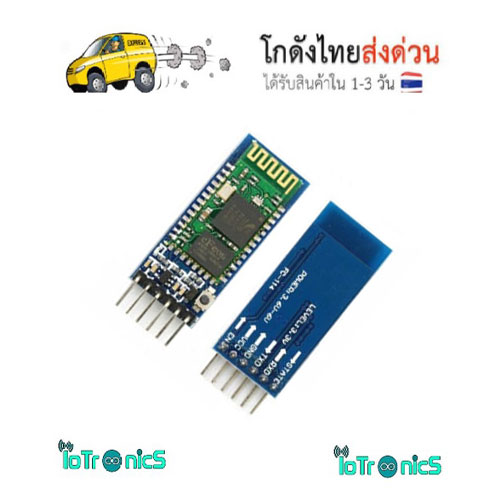 EXPRESS
โกดังไทยส่งด่วน
ได้รับสินค้าใน 1-3 วัน
FC-114
POWER:3.6V-6V
LEVEL:3.3V
EN
VCC
GND
TXD
RXD
STATE
IoTronicS
IoTronicS